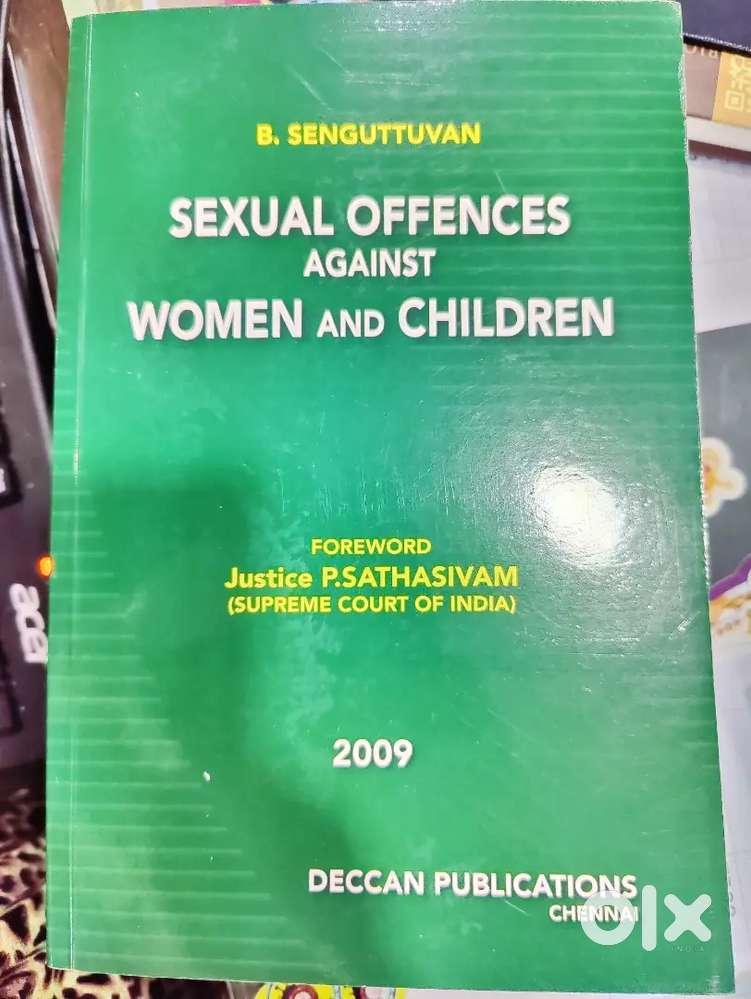 B. SENGUTTUVAN
SEXUAL OFFENCES
AGAINST
WOMEN AND CHILDREN
FOREWORD
Justice P.SATHASIVAM
(SUPREME COURT OF INDIA)
2009
DECCAN PUBLICATIONS
CHENNAI
olx
acer